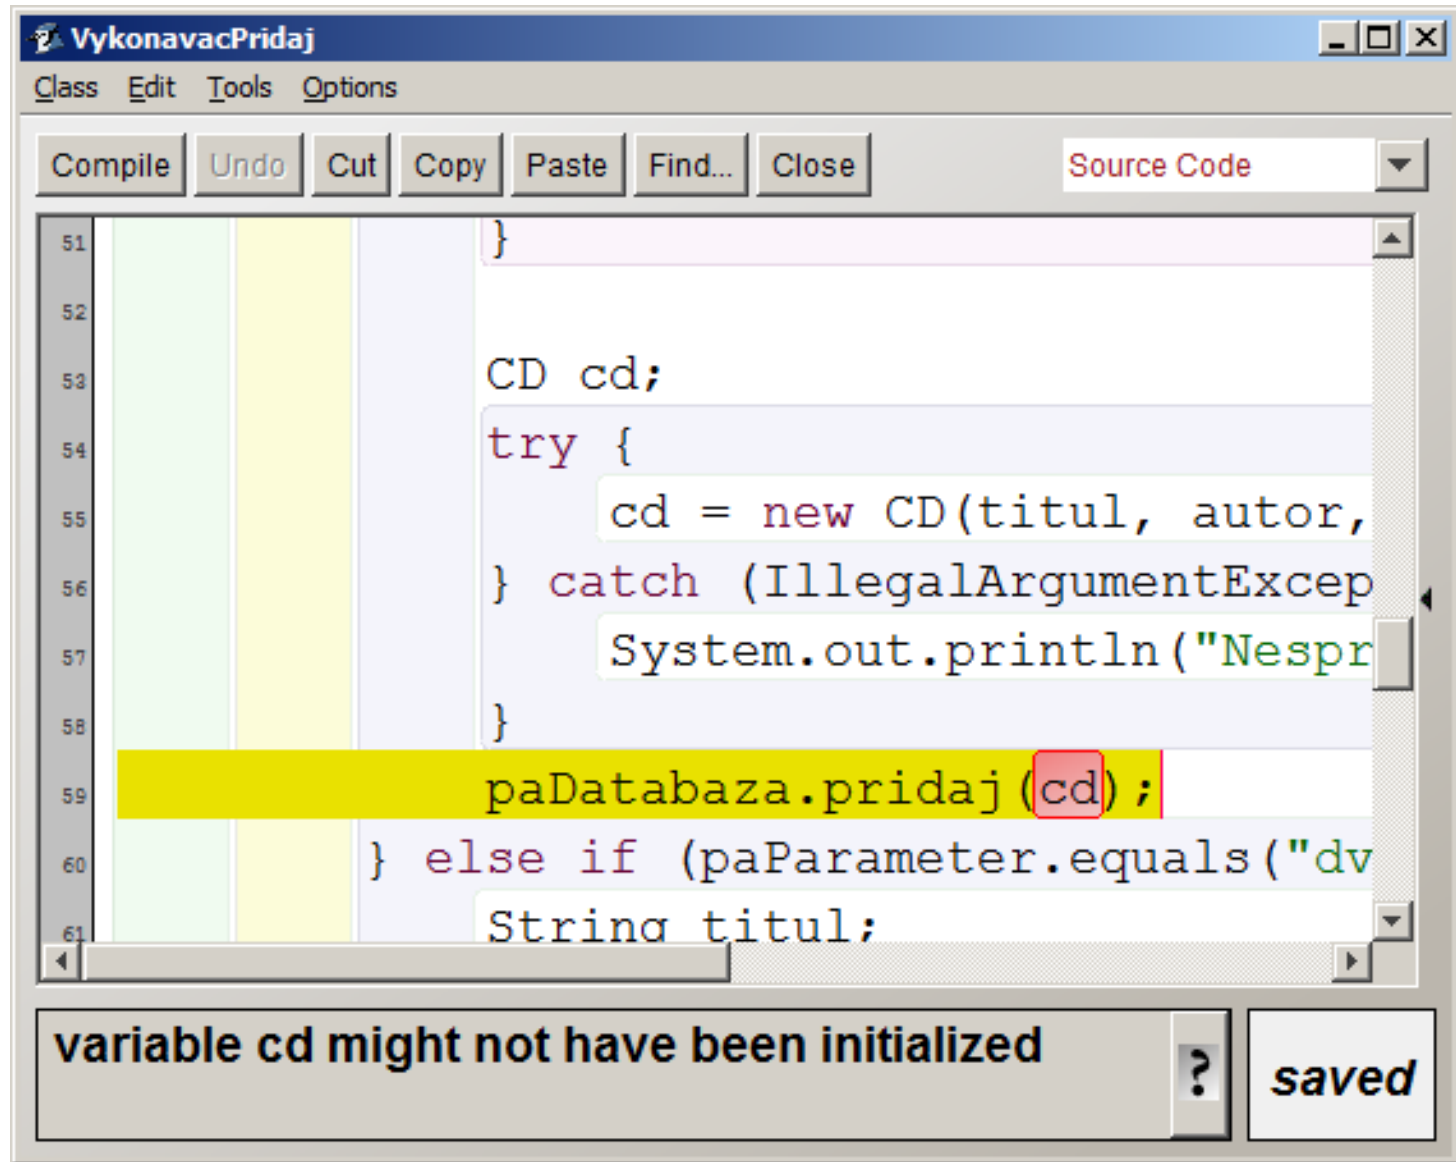 VykonavacPridaj
Class Edit Tools Options
Compile Undo Cut Copy Paste Find... Close Source Code
51 }
52
53 CD cd;
54 try {
55 cd = new CD(titul, autor,
56 } catch (IllegalArgumentExcep
57 System.out.println("Nespr
58 }
59 paDatabaza.pridaj(cd);
60 } else if (paParameter.equals("dv
61 String titul;
variable cd might not have been initialized ? saved